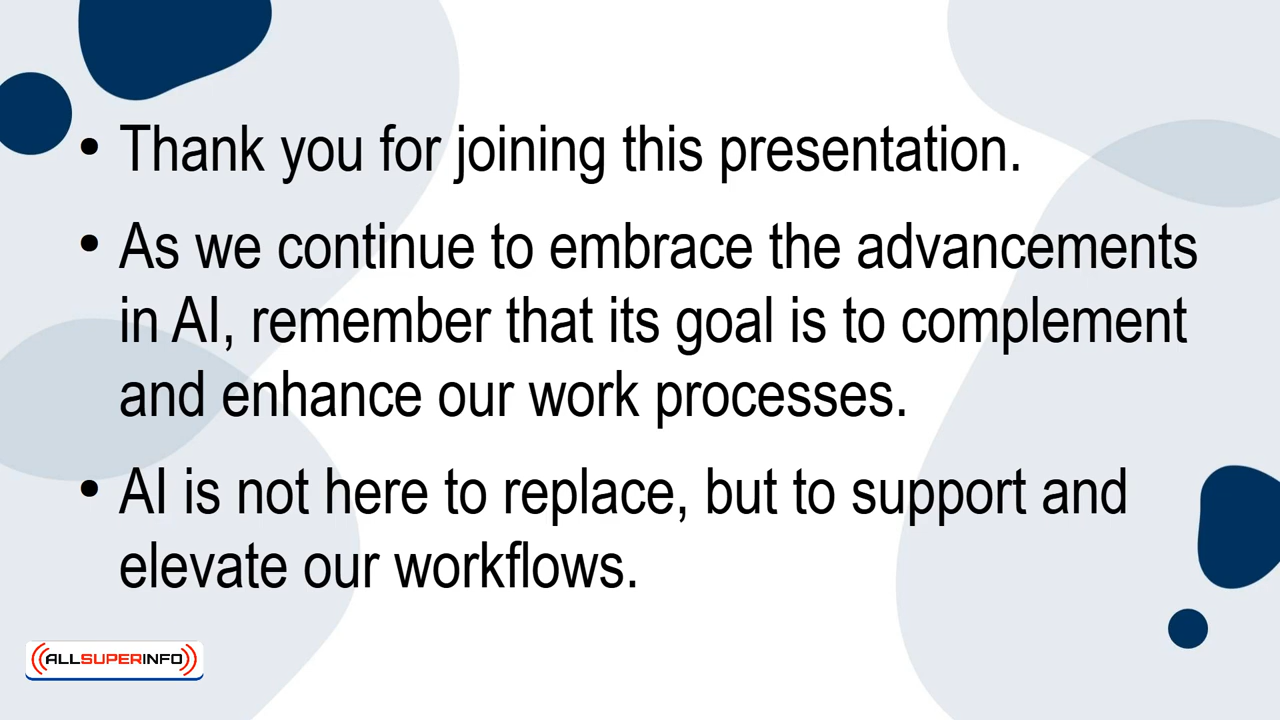 • Thank you for joining this presentation.
• As we continue to embrace the advancements
in AI, remember that its goal is to complement
and enhance our work processes.
• AI is not here to replace, but to support and
elevate our workflows.
ALLSUPERINFO